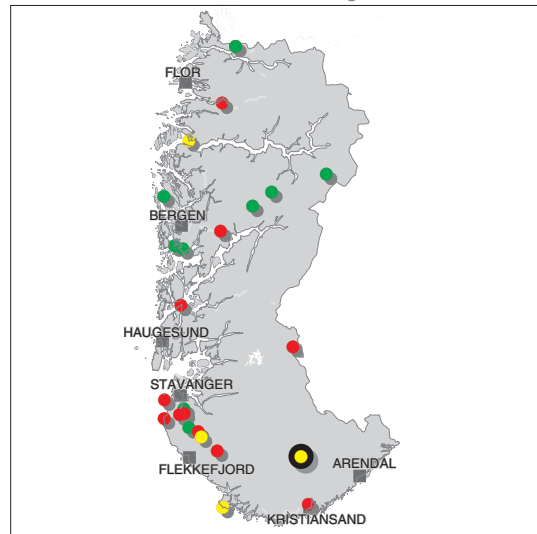 FLOR
BERGEN
HAUGESUND
STAVANGER
FLEKKEFJORD
ARENDAL
KRISTIANSAND